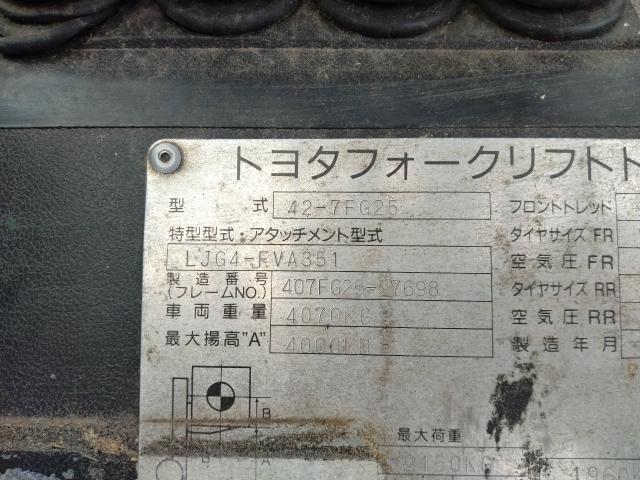 トヨタフォークリフト
型 式 42-7FG25 フロントトレット
特型型式・アタッチメント型式 タイヤサイズ FR
LJG4-FVA351 空気圧 FR
製造番号
(フレームNO.) タイヤサイズ RR
車両重量 4070KG 空気圧 RR
最大揚高"A" 製造年月
B
最大荷重
B A